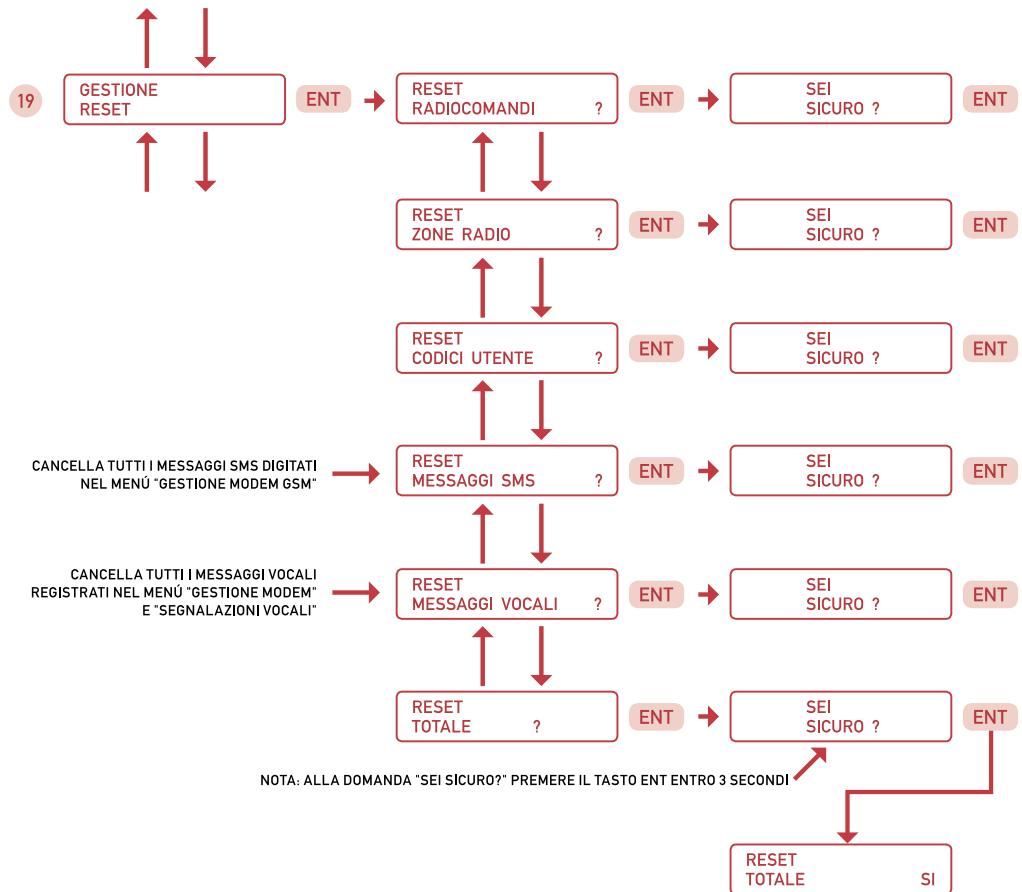 19
GESTIONE
RESET
ENT
RESET
RADIOCOMANDI ?
ENT
SEI
SICURO ?
ENT
RESET
ZONE RADIO ?
ENT
SEI
SICURO ?
ENT
RESET
CODICI UTENTE ?
ENT
SEI
SICURO ?
ENT
CANCELLA TUTTI I MESSAGGI SMS DIGITATI
NEL MENÚ "GESTIONE MODEM GSM"
RESET
MESSAGGI SMS ?
ENT
SEI
SICURO ?
ENT
CANCELLA TUTTI I MESSAGGI VOCALI
REGISTRATI NEL MENÚ "GESTIONE MODEM"
E "SEGNALAZIONI VOCALI"
RESET
MESSAGGI VOCALI ?
ENT
SEI
SICURO ?
ENT
RESET
TOTALE ?
ENT
SEI
SICURO ?
ENT
NOTA: ALLA DOMANDA "SEI SICURO?" PREMERE IL TASTO ENT ENTRO 3 SECONDI
RESET
TOTALE SI